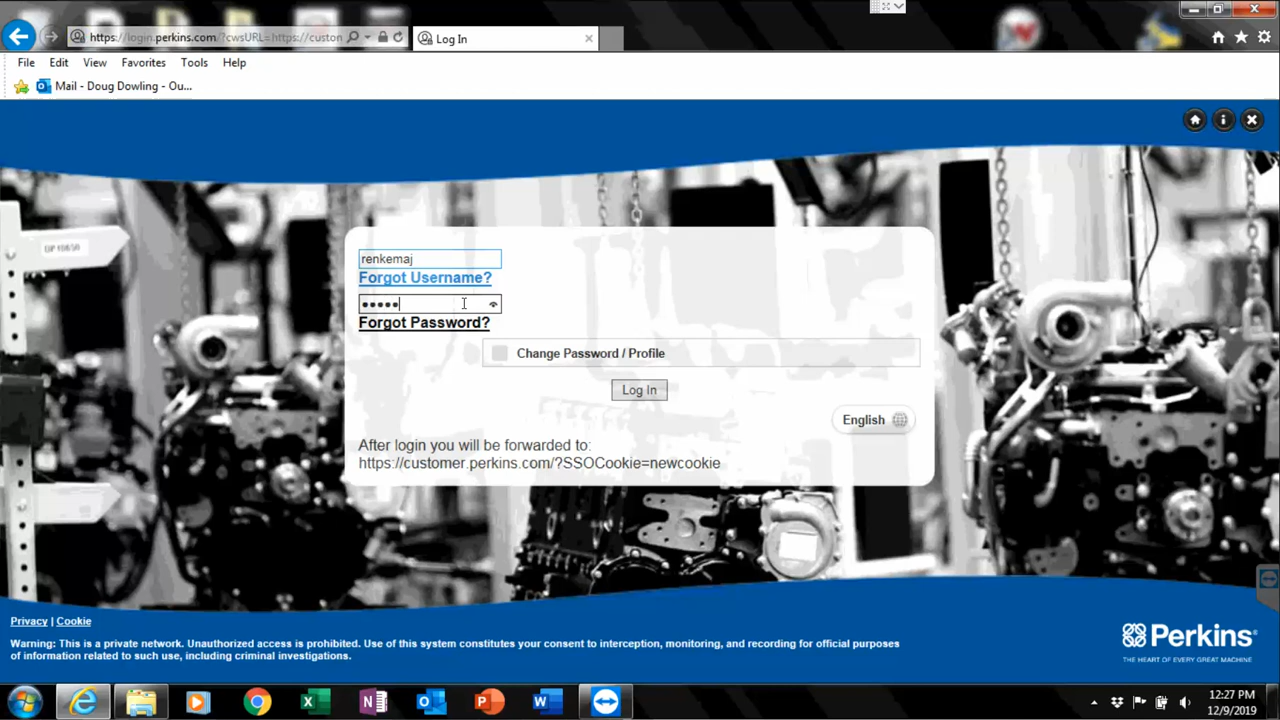 https://login.perkins.com/?cwsURL=https://custon
Log In
File Edit View Favorites Tools Help
Mail - Doug Dowling - Ou...
DP 10650
renkemaj
Forgot Username?
•••••
Forgot Password?
Change Password / Profile
Log In
English
After login you will be forwarded to:
https://customer.perkins.com/?SSOCookie=newcookie
Privacy | Cookie
Warning: This is a private network. Unauthorized access is prohibited. Use of this system constitutes your consent to interception, monitoring, and recording for official purposes
of information related to such use, including criminal investigations.
Perkins
THE HEART OF EVERY GREAT MACHINE
12:27 PM
12/9/2019